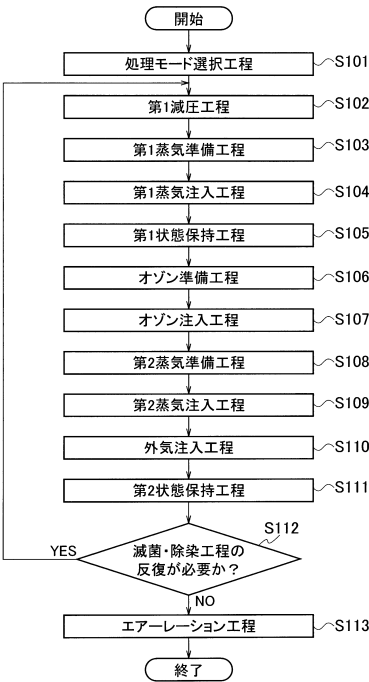 開始
処理モード選択工程 S101
第1減圧工程 S102
第1蒸気準備工程 S103
第1蒸気注入工程 S104
第1状態保持工程 S105
オゾン準備工程 S106
オゾン注入工程 S107
第2蒸気準備工程 S108
第2蒸気注入工程 S109
外気注入工程 S110
第2状態保持工程 S111
S112
YES 滅菌・除染工程の
反復が必要か？
NO
エアーレーション工程 S113
終了